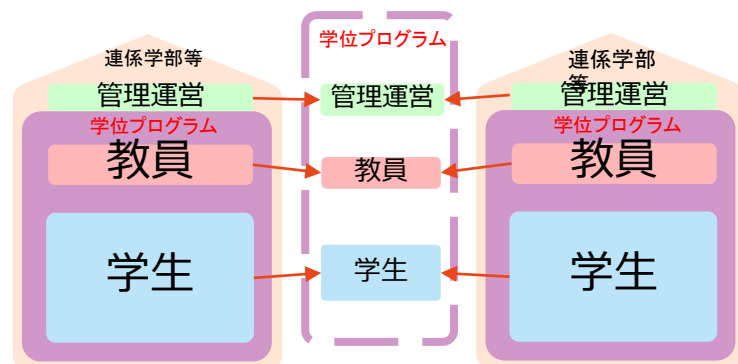 連係学部等
管理運営
学位プログラム
教員
学生
学位プログラム
管理運営
教員
学生
連係学部
等
管理運営
学位プログラム
教員
学生